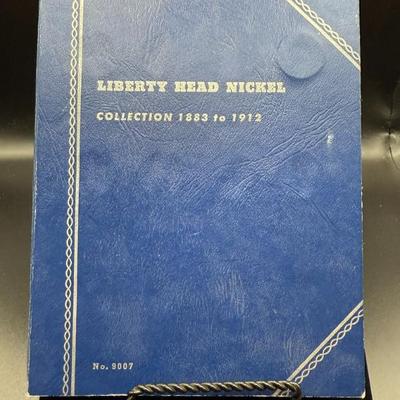 LIBERTY HEAD NICKEL
COLLECTION 1883 to 1912
No. 9007